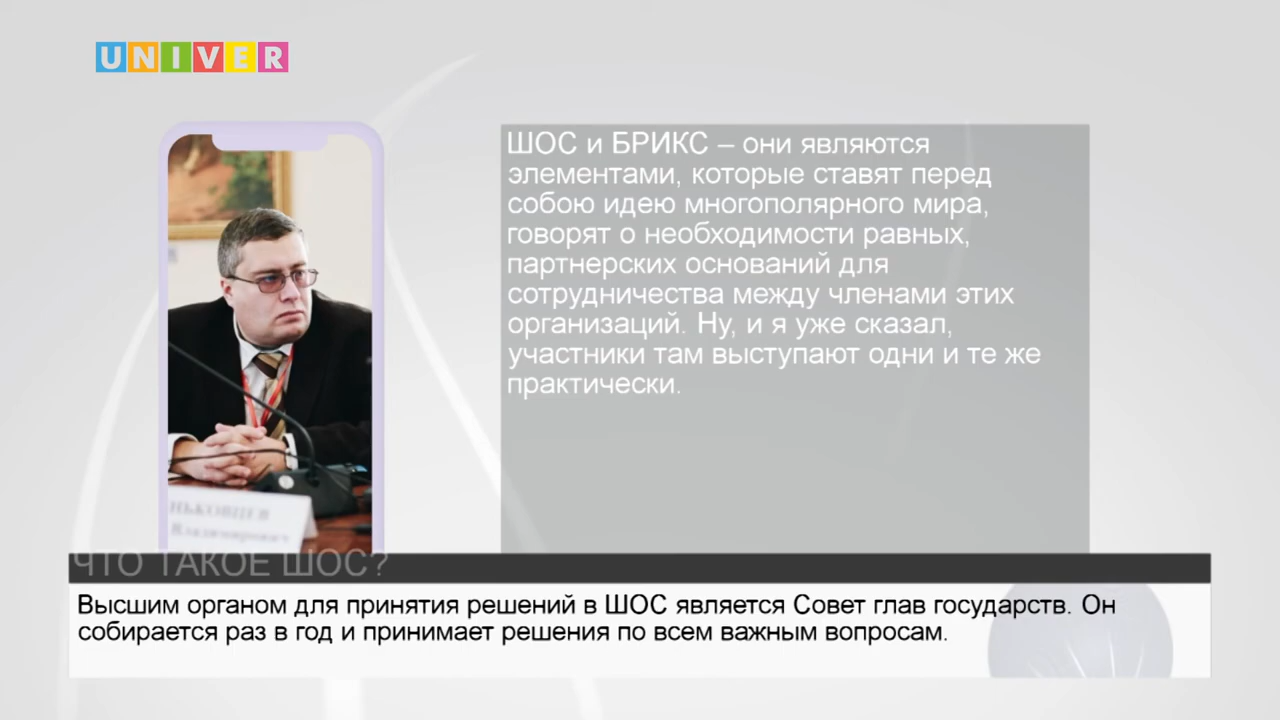 UNIVER
ШОС и БРИКС – они являются
элементами, которые ставят перед
собою идею многополярного мира,
говорят о необходимости равных,
партнерских оснований для
сотрудничества между членами этих
организаций. Ну, и я уже сказал,
участники там выступают одни и те же
практически.
ЧТО ТАКОЕ ШОС?
Высшим органом для принятия решений в ШОС является Совет глав государств. Он
собирается раз в год и принимает решения по всем важным вопросам.